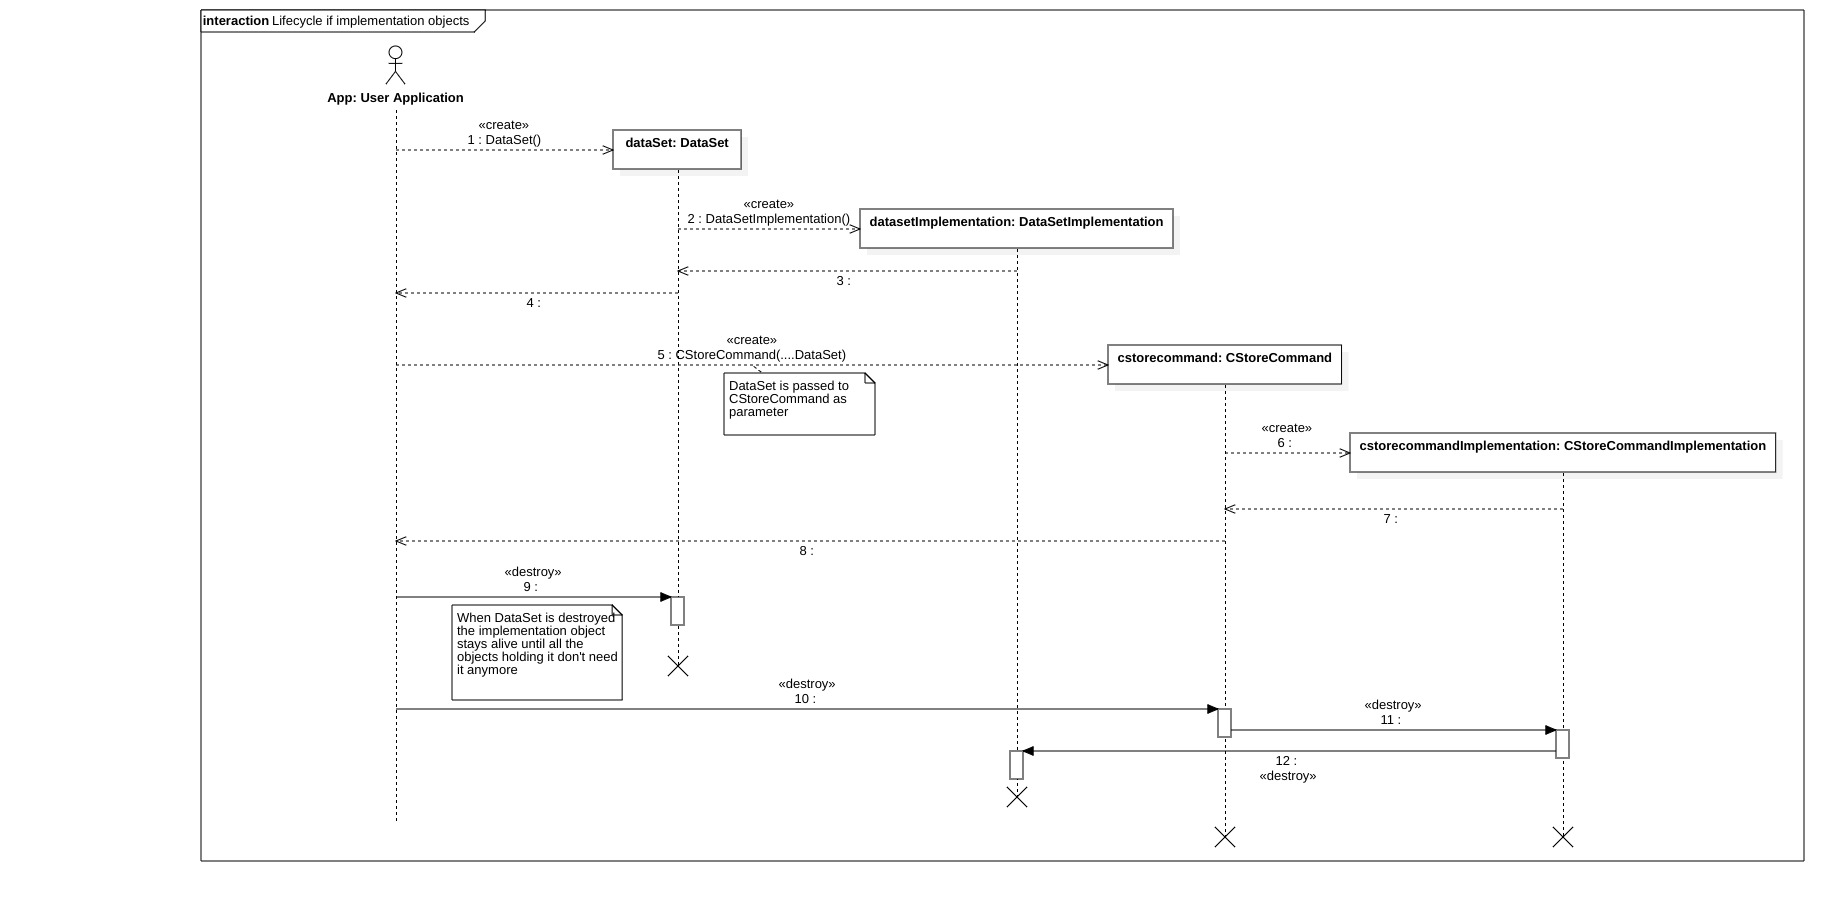 interaction Lifecycle if implementation objects
App: User Application
«create»
1 : DataSet()
dataSet: DataSet
«create»
2 : DataSetImplementation()
datasetImplementation: DataSetImplementation
3 :
4 :
«create»
5 : CStoreCommand(....DataSet)
cstorecommand: CStoreCommand
DataSet is passed to
CStoreCommand as
parameter
«create»
6 :
cstorecommandImplementation: CStoreCommandImplementation
7 :
8 :
«destroy»
9 :
When DataSet is destroyed
the implementation object
stays alive until all the
objects holding it don't need
it anymore
«destroy»
10 :
«destroy»
11 :
12 :
«destroy»